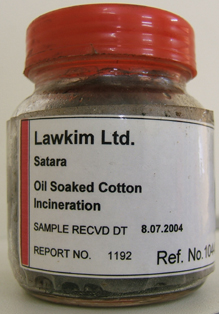 Lawkim Ltd.
Satara
Oil Soaked Cotton
Incineration
SAMPLE RECVD DT 8.07.2004
REPORT NO. 1192 Ref. No.